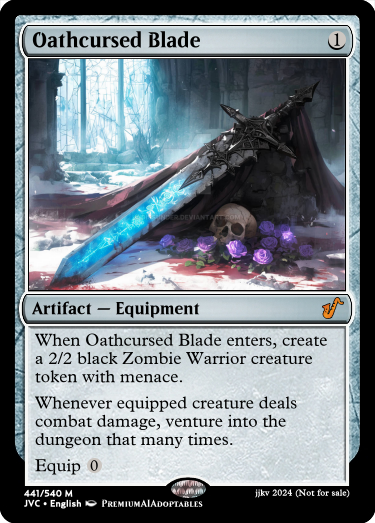 Oathcursed Blade 1
Artifact — Equipment
When Oathcursed Blade enters, create
a 2/2 black Zombie Warrior creature
token with menace.
Whenever equipped creature deals
combat damage, venture into the
dungeon that many times.
Equip 0
441/540 M
JVC • English PremiumAIAdoptables
jjkv 2024 (Not for sale)